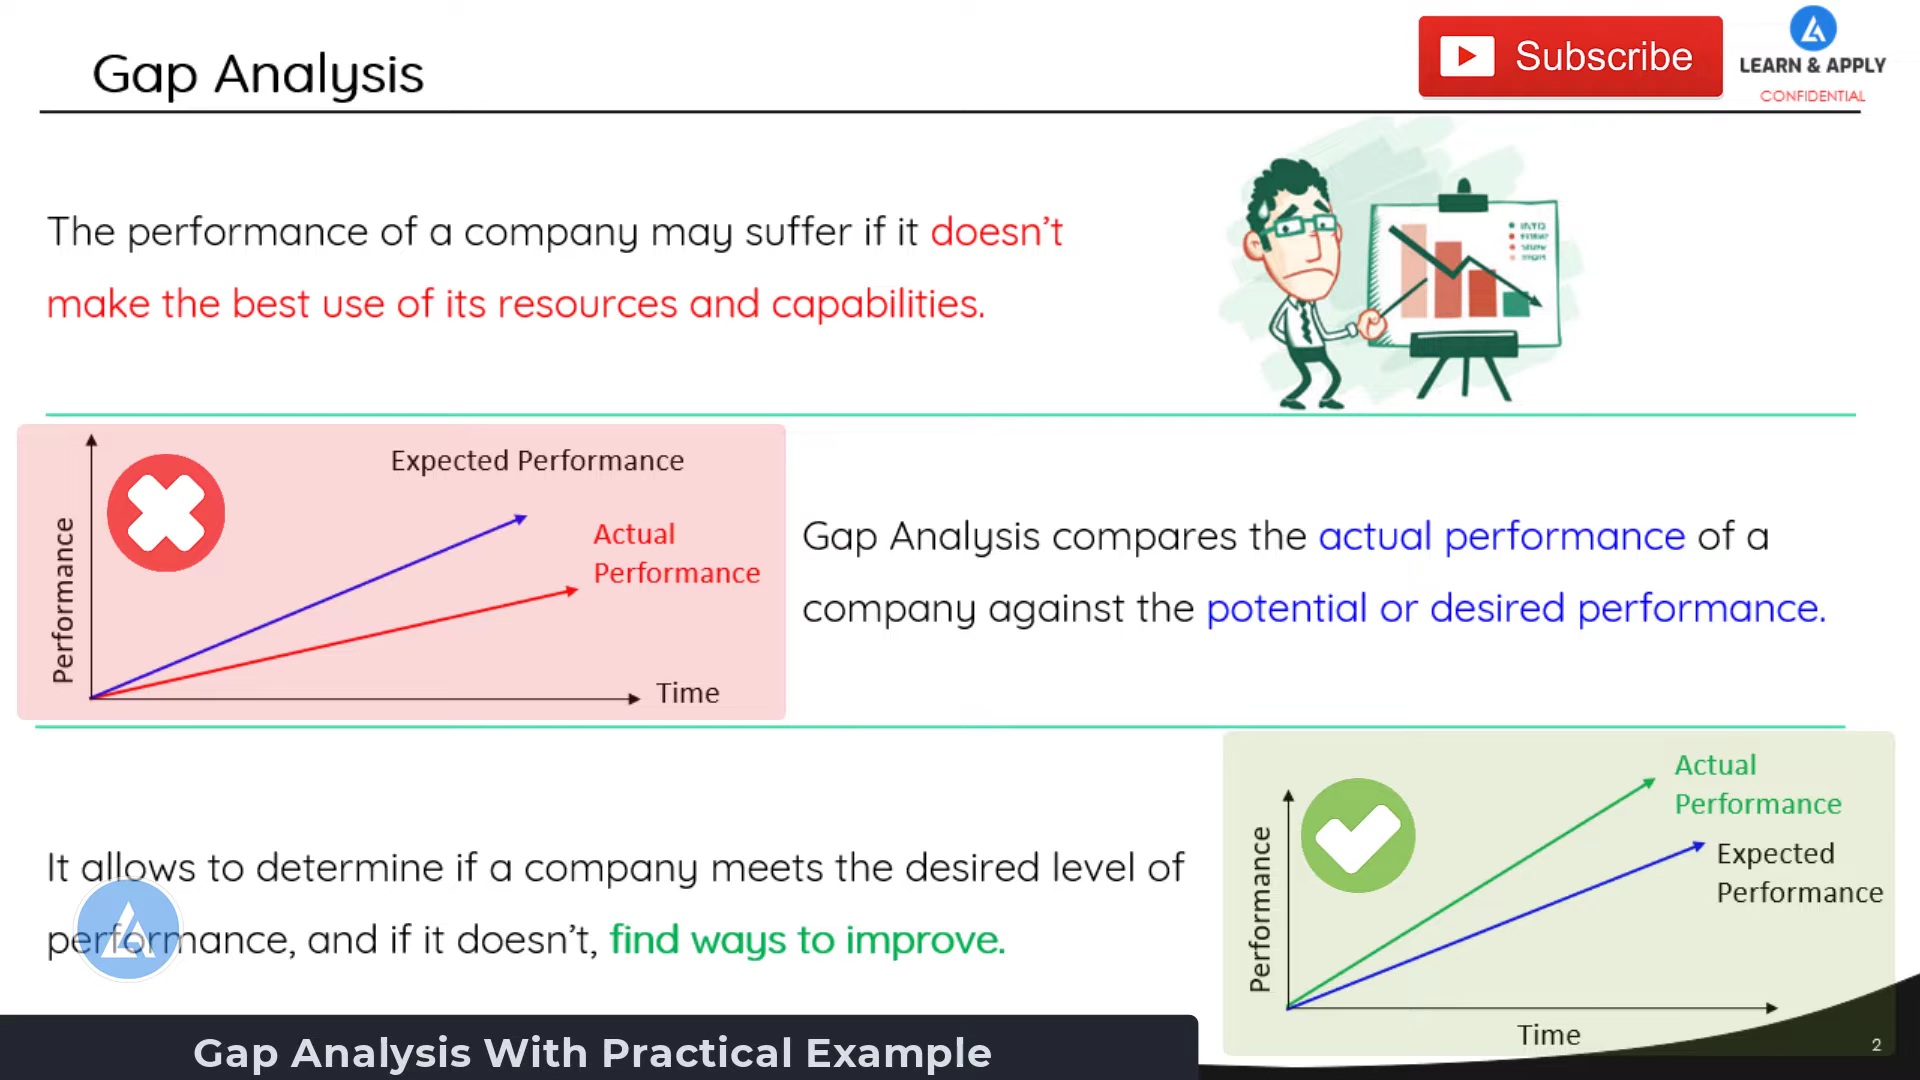 Gap Analysis
Subscribe
LEARN & APPLY
CONFIDENTIAL
The performance of a company may suffer if it doesn't
make the best use of its resources and capabilities.
Expected Performance
Actual
Performance
Performance
Time
Gap Analysis compares the actual performance of a
company against the potential or desired performance.
It allows to determine if a company meets the desired level of
performance, and if it doesn't, find ways to improve.
Actual
Performance
Expected
Performance
Performance
Time
Gap Analysis With Practical Example
2